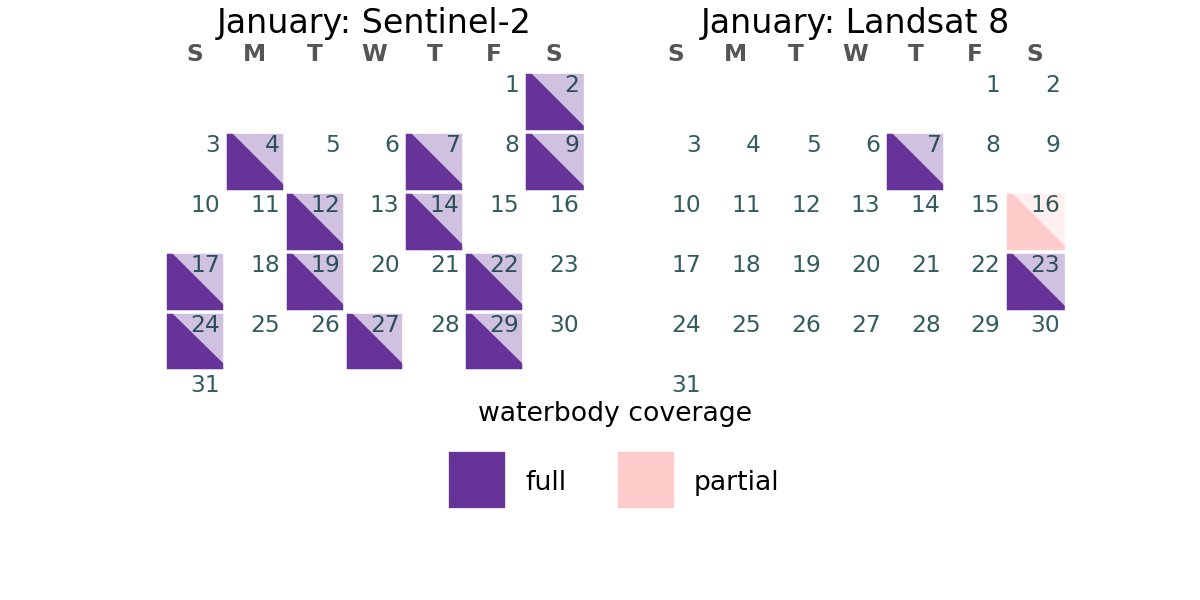 January: Sentinel-2
S M T W T F S
1 2
3 4 5 6 7 8 9
10 11 12 13 14 15 16
17 18 19 20 21 22 23
24 25 26 27 28 29 30
31
January: Landsat 8
S M T W T F S
1 2
3 4 5 6 7 8 9
10 11 12 13 14 15 16
17 18 19 20 21 22 23
24 25 26 27 28 29 30
31
waterbody coverage
full partial